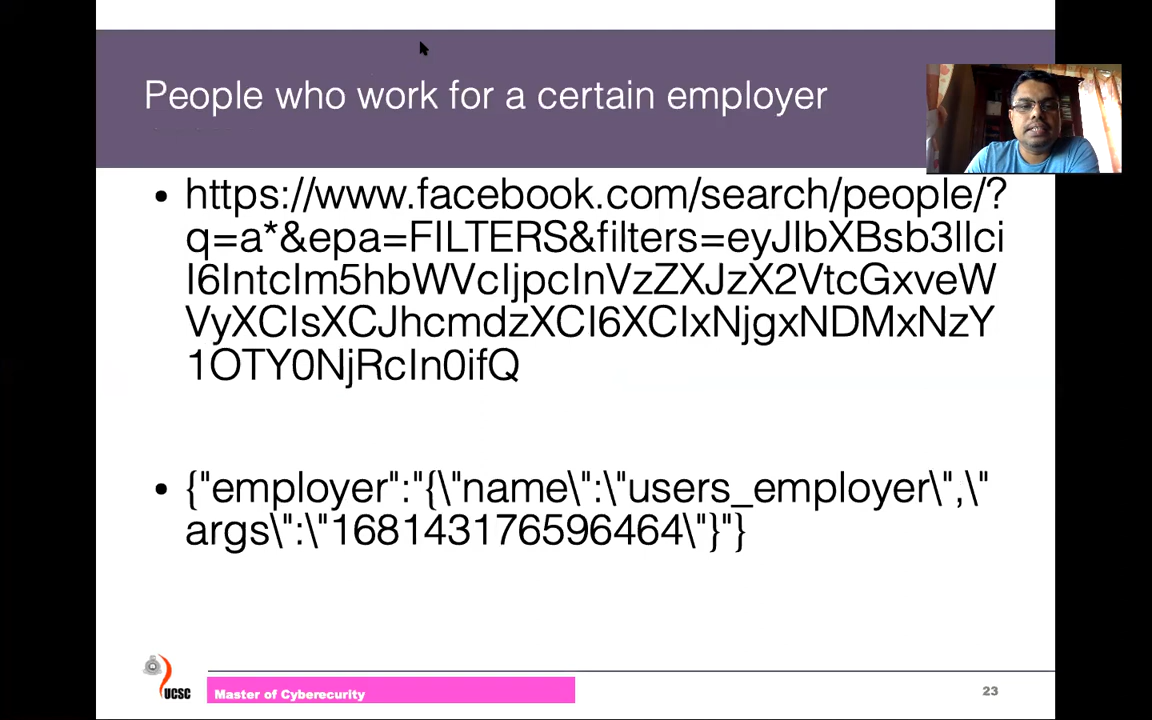 People who work for a certain employer
• https://www.facebook.com/search/people/?
q=a*&epa=FILTERS&filters=eyJlbXBsb3llci
I6IntcIm5hbWVcIjpcInVzZXJzX2VtcGxveW
VyXCIsXCJhcmdzXCI6XCIxNjgxNDMxNzY
1OTY0NjRcIn0ifQ
• {"employer":"{\"name\":\"users_employer\",\"
args\":\"168143176596464\"}"}
UCSC
Master of Cyberecurity
23